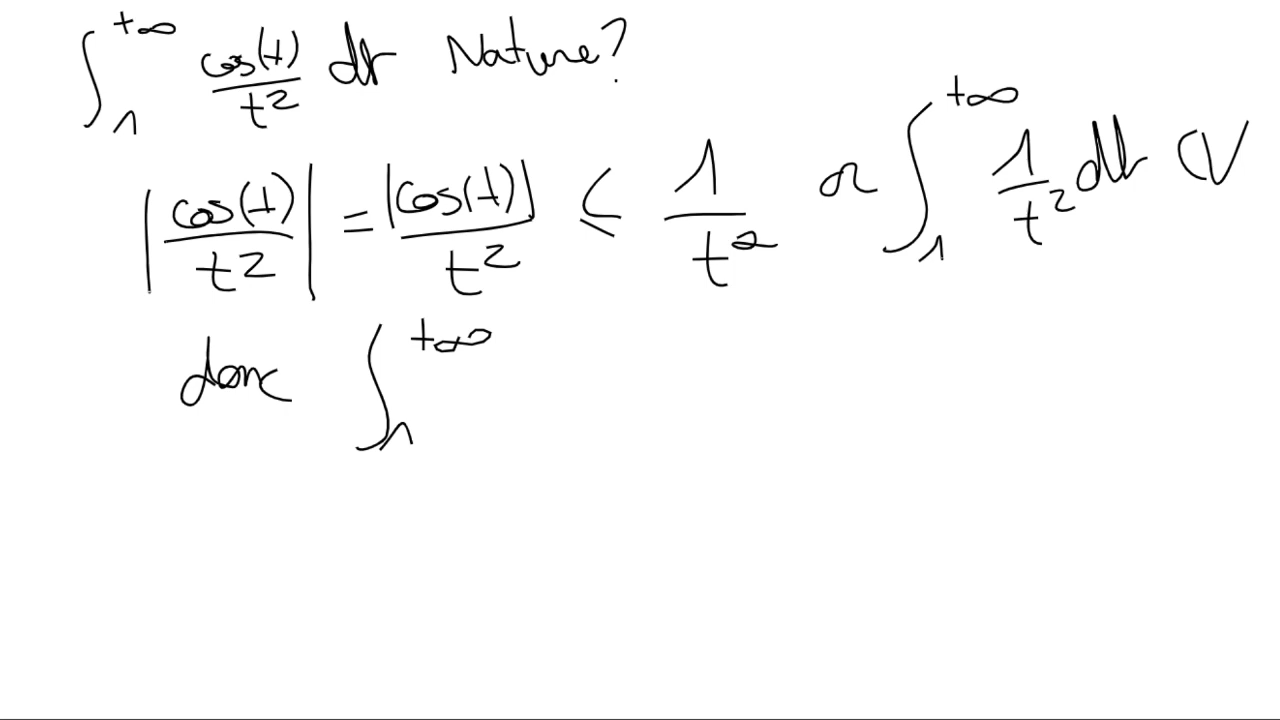 ∫₁^{+∞} cos(t)/t² dt Nature?
|cos(t)/t²| = |cos(t)|/t² ≤ 1/t² or ∫₁^{+∞} 1/t² dt CV
donc ∫₁^{+∞}